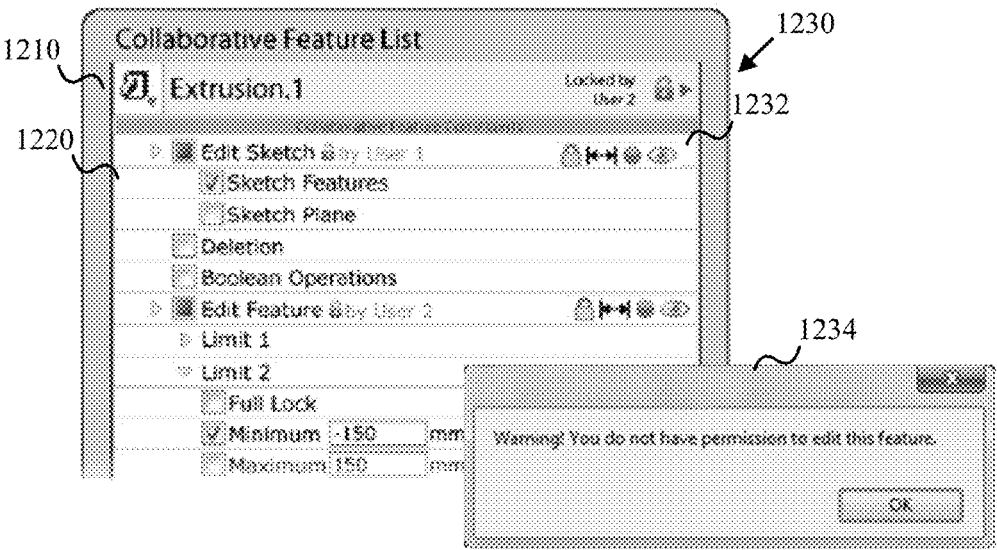 1230
Collaborative Feature List
1210
Extrusion.1
Locked by
User 2
1232
1220
Edit Sketch by User 1
Sketch Features
Sketch Plane
Deletion
Boolean Operations
Edit Feature by User 2
Limit 1
1234
Limit 2
Full Lock
Minimum -150 mm
Warning! You do not have permission to edit this feature.
Maximum 150 mm
OK